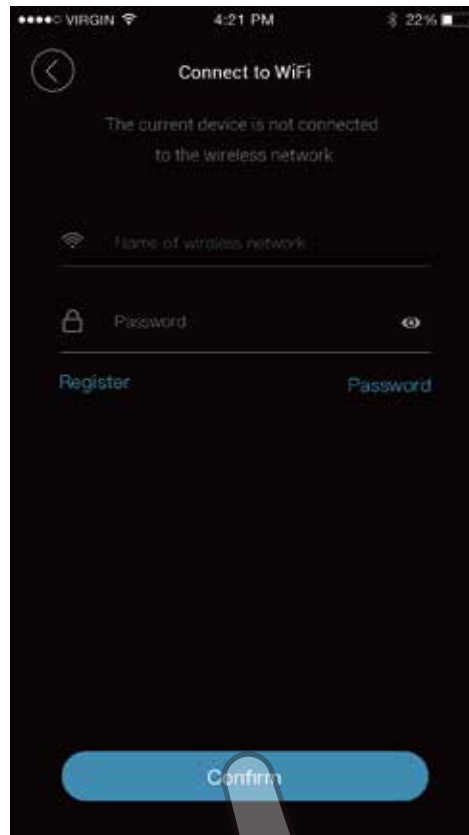 VIRGIN 4:21 PM 22%
Connect to WiFi
The current device is not connected
to the wireless network
Name of wireless network
Password
Register Password
Confirm